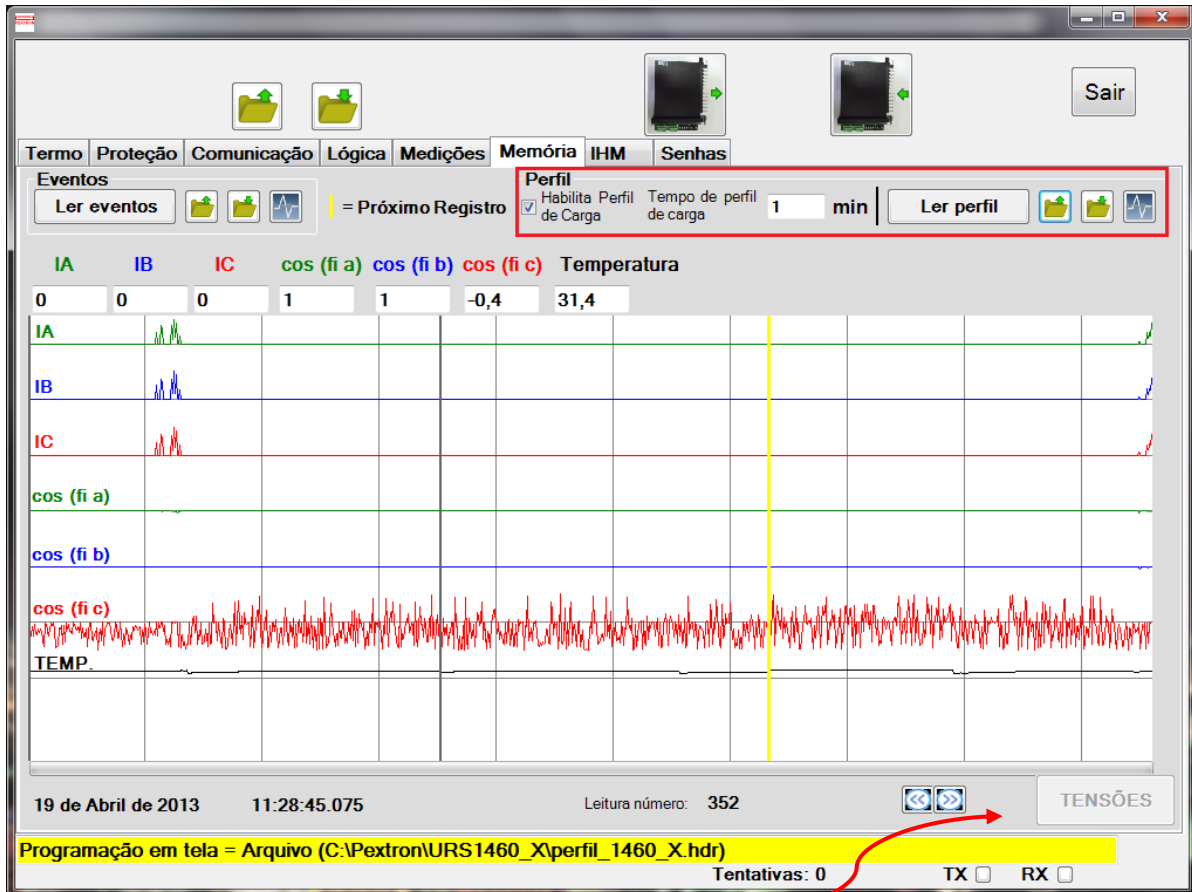 Sair
Termo Proteção Comunicação Lógica Medições Memória IHM Senhas
Eventos
Ler eventos
= Próximo Registro
Perfil
Habilita Perfil de Carga
Tempo de perfil de carga
1 min
Ler perfil
IA IB IC cos (fi a) cos (fi b) cos (fi c) Temperatura
0 0 0 1 1 -0,4 31,4
IA
IB
IC
cos (fi a)
cos (fi b)
cos (fi c)
TEMP.
19 de Abril de 2013 11:28:45.075 Leitura número: 352 TENSÕES
Programação em tela = Arquivo (C:\Pextron\URS1460_X\perfil_1460_X.hdr)
Tentativas: 0 TX RX